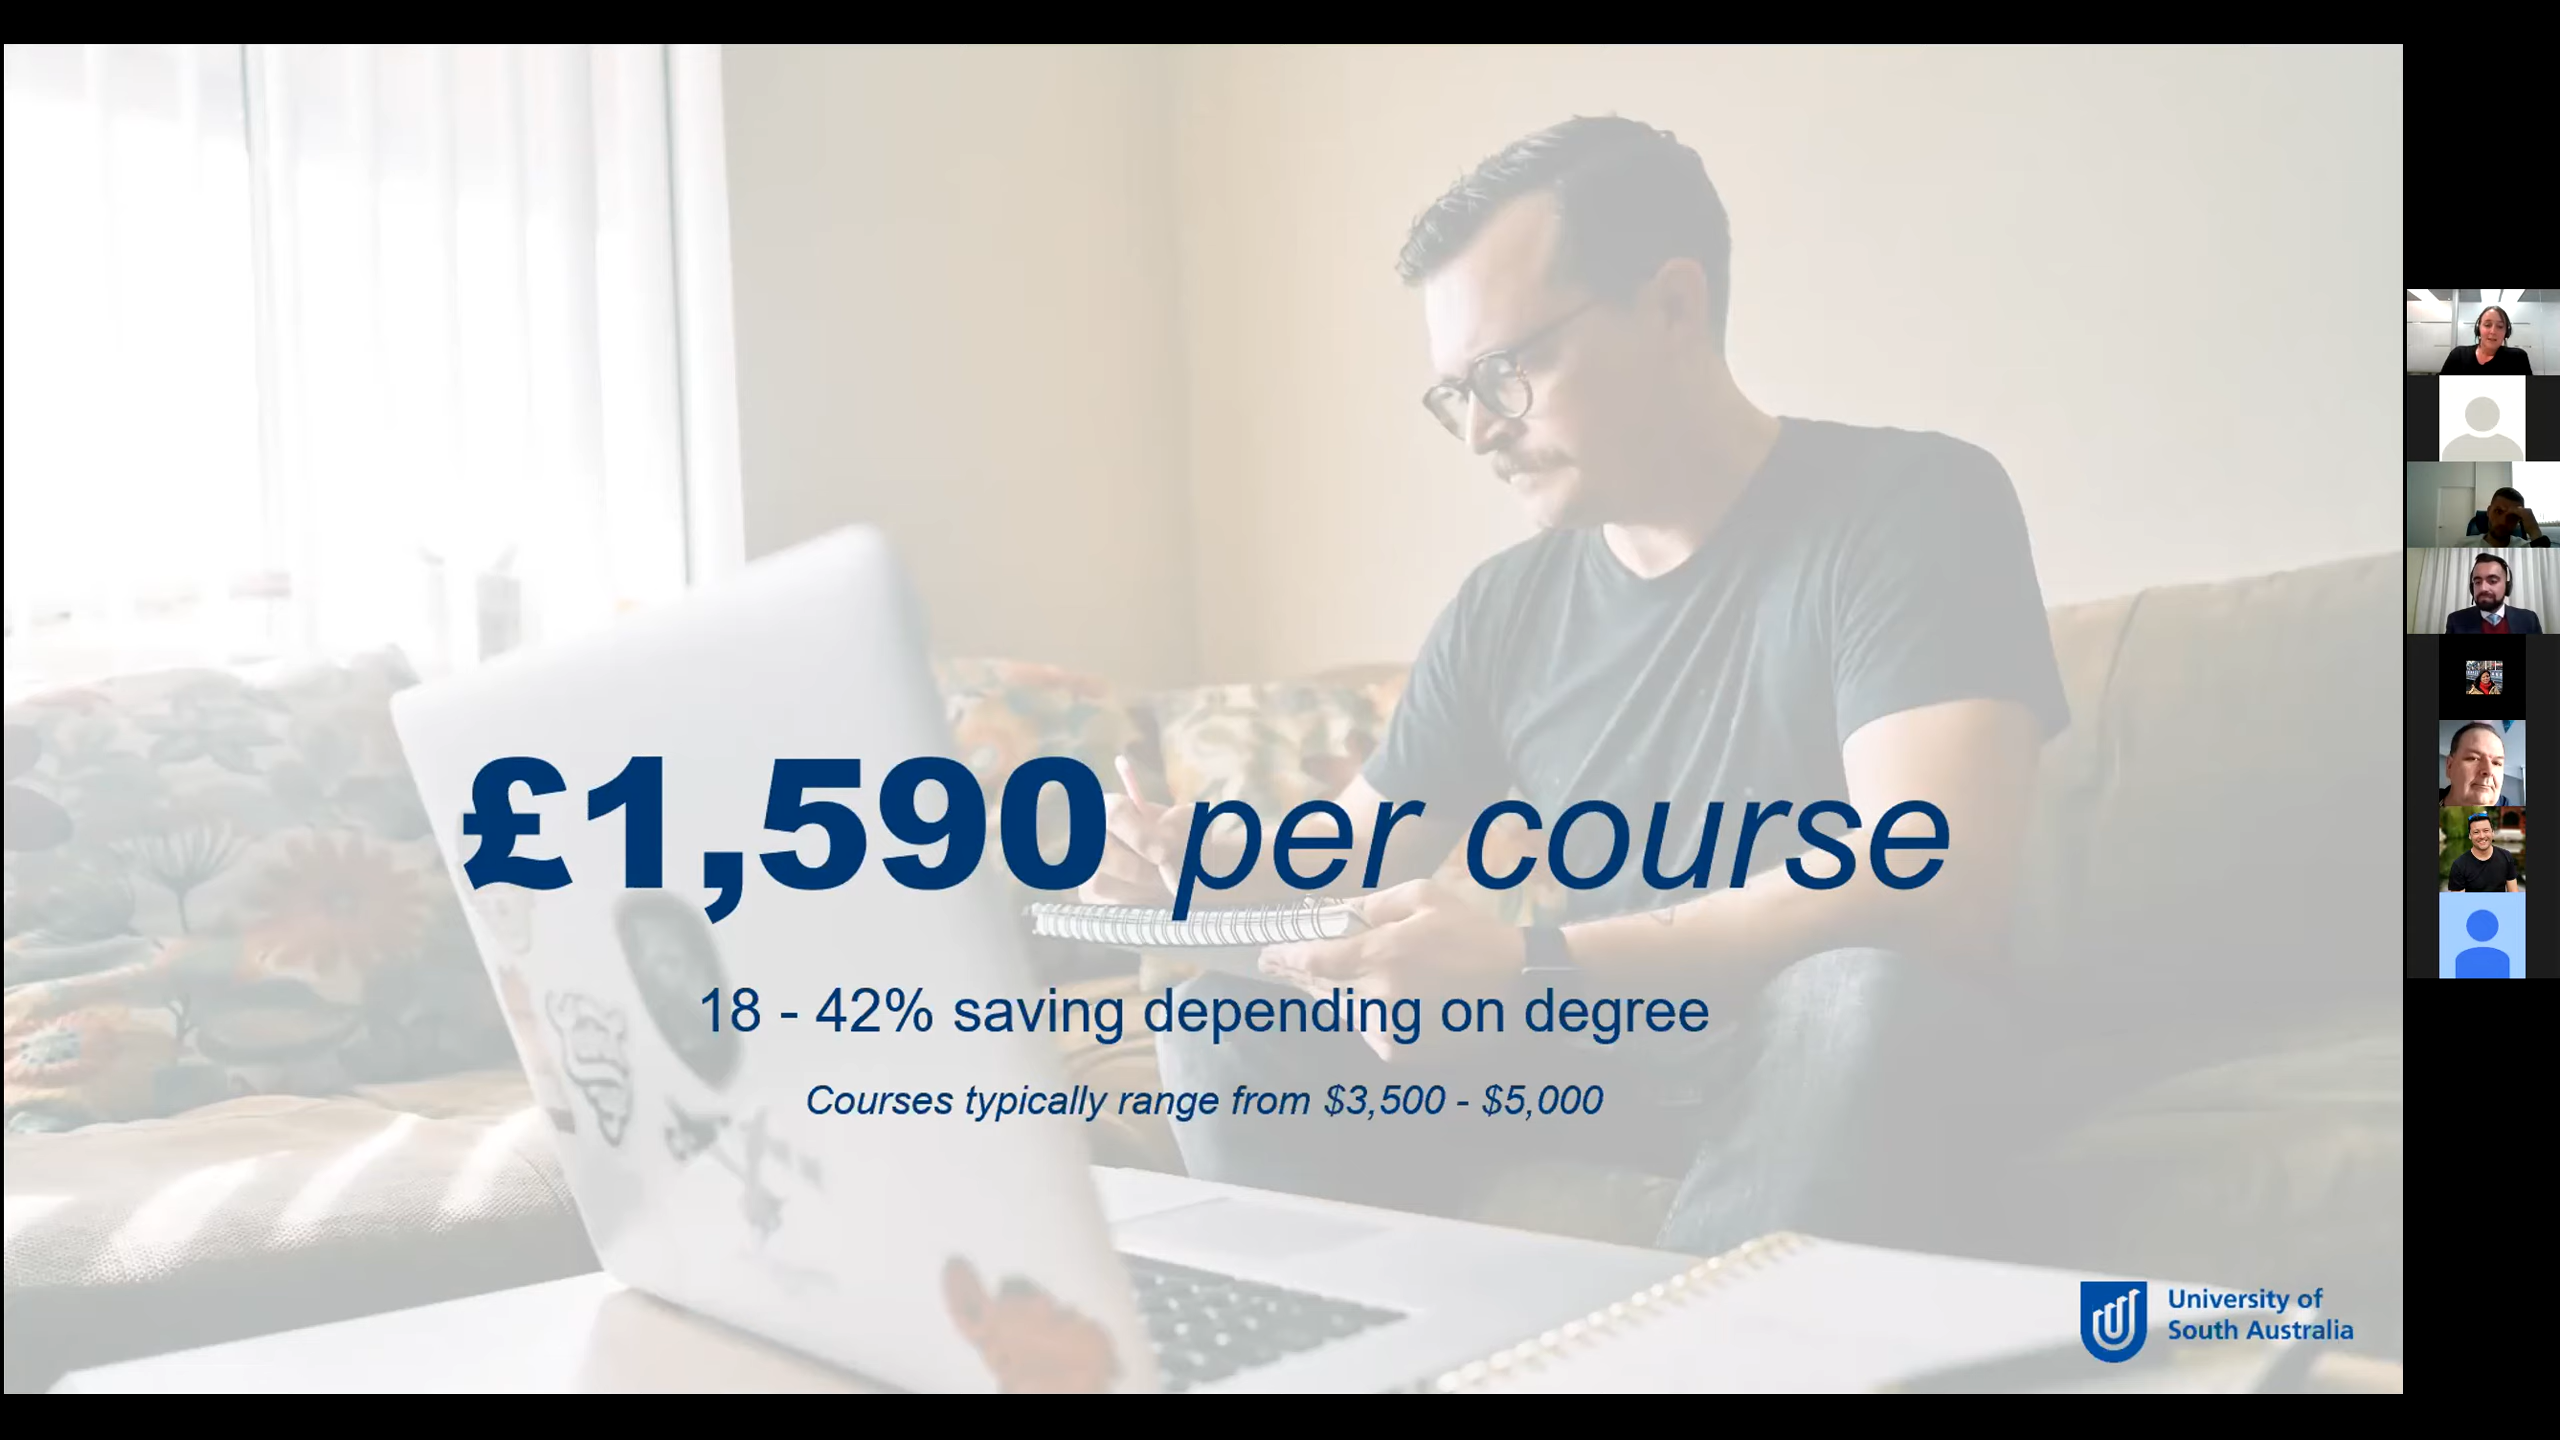 £1,590 per course
18 - 42% saving depending on degree
Courses typically range from $3,500 - $5,000
University of
South Australia